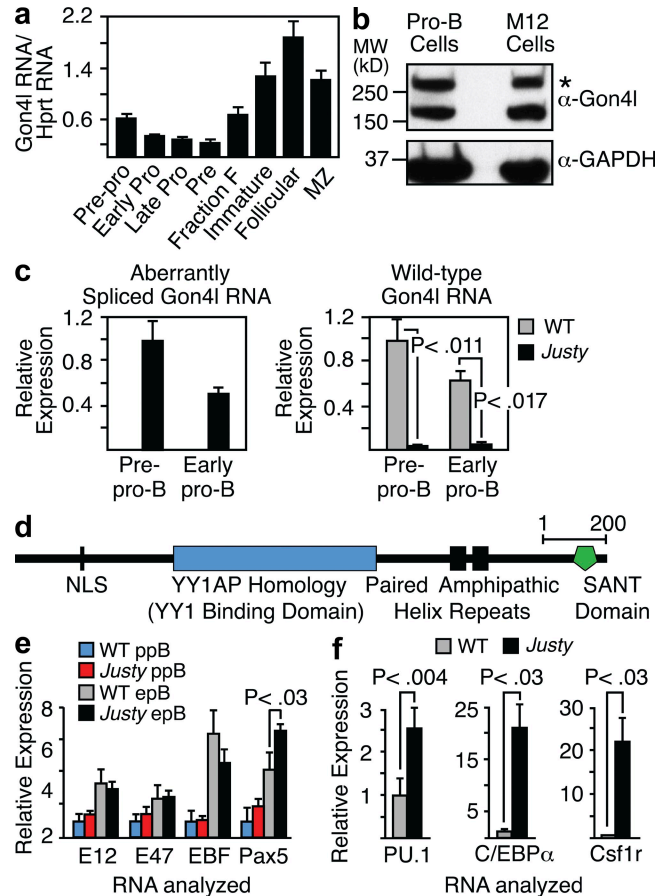 a
Gon4l RNA/
Hprt RNA
2.2
1.4
0.6
Pre-pro
Early Pro
Late Pro
Pre
Fraction F
Immature
Follicular
MZ
b
Pro-B M12
Cells Cells
MW
(kD)
250
150
37
*
α-Gon4l
α-GAPDH
c
Aberrantly
Spliced Gon4l RNA
Relative
Expression
1.2
0.8
0.4
Pre-
pro-B
Early
pro-B
Wild-type
Gon4l RNA
Relative
Expression
1.2
0.8
0.4
P< .011
P< .017
WT
Justy
Pre-
pro-B
Early
pro-B
d
1 200
NLS
YY1AP Homology
(YY1 Binding Domain)
Paired Amphipathic
Helix Repeats
SANT
Domain
e
WT ppB
Justy ppB
WT epB
Justy epB
P< .03
Relative Expression
8
6
4
2
E12 E47 EBF Pax5
RNA analyzed
f
WT Justy
P< .004 P< .03 P< .03
Relative Expression
3
2
1
25
15
5
30
20
10
PU.1 C/EBPα Csf1r
RNA analyzed